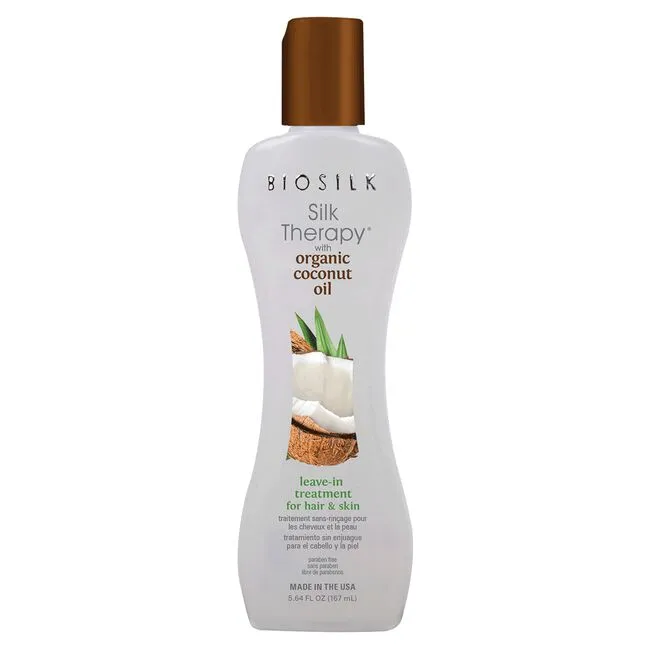 BIOSILK
Silk
Therapy®
with
organic
coconut
oil
leave-in
treatment
for hair & skin
traitement sans-rinçage pour
les cheveux et la peau
tratamiento sin enjuague
para el cabello y la piel
paraben free
sans paraben
libre de parabenos
MADE IN THE USA
5.64 FL OZ (167 mL)